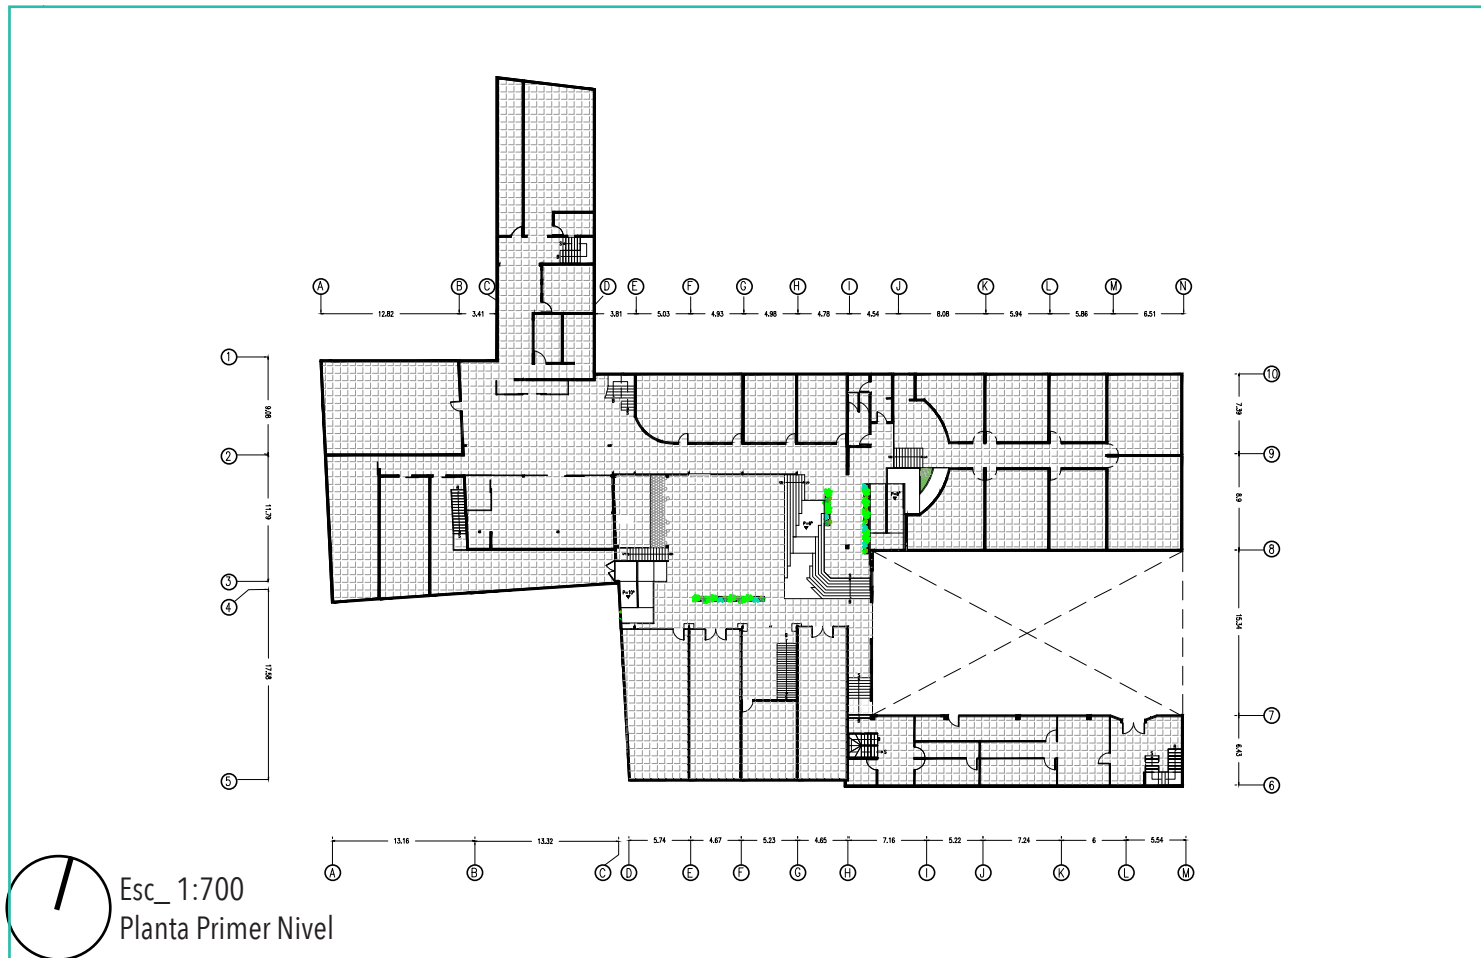 A B C D E F G H I J K L M N
12.82 3.41 3.81 5.03 4.93 4.98 4.78 4.54 8.08 5.94 5.86 6.51
1
10
9.08
7.39
2
9
11.79
8.9
P=6ª
3
8
4
P=10ª
15.34
17.58
7
6.43
5
6
13.16 13.32 5.74 4.67 5.23 4.65 7.16 5.22 7.24 6 5.54
A B C D E F G H I J K L M
Esc_ 1:700
Planta Primer Nivel